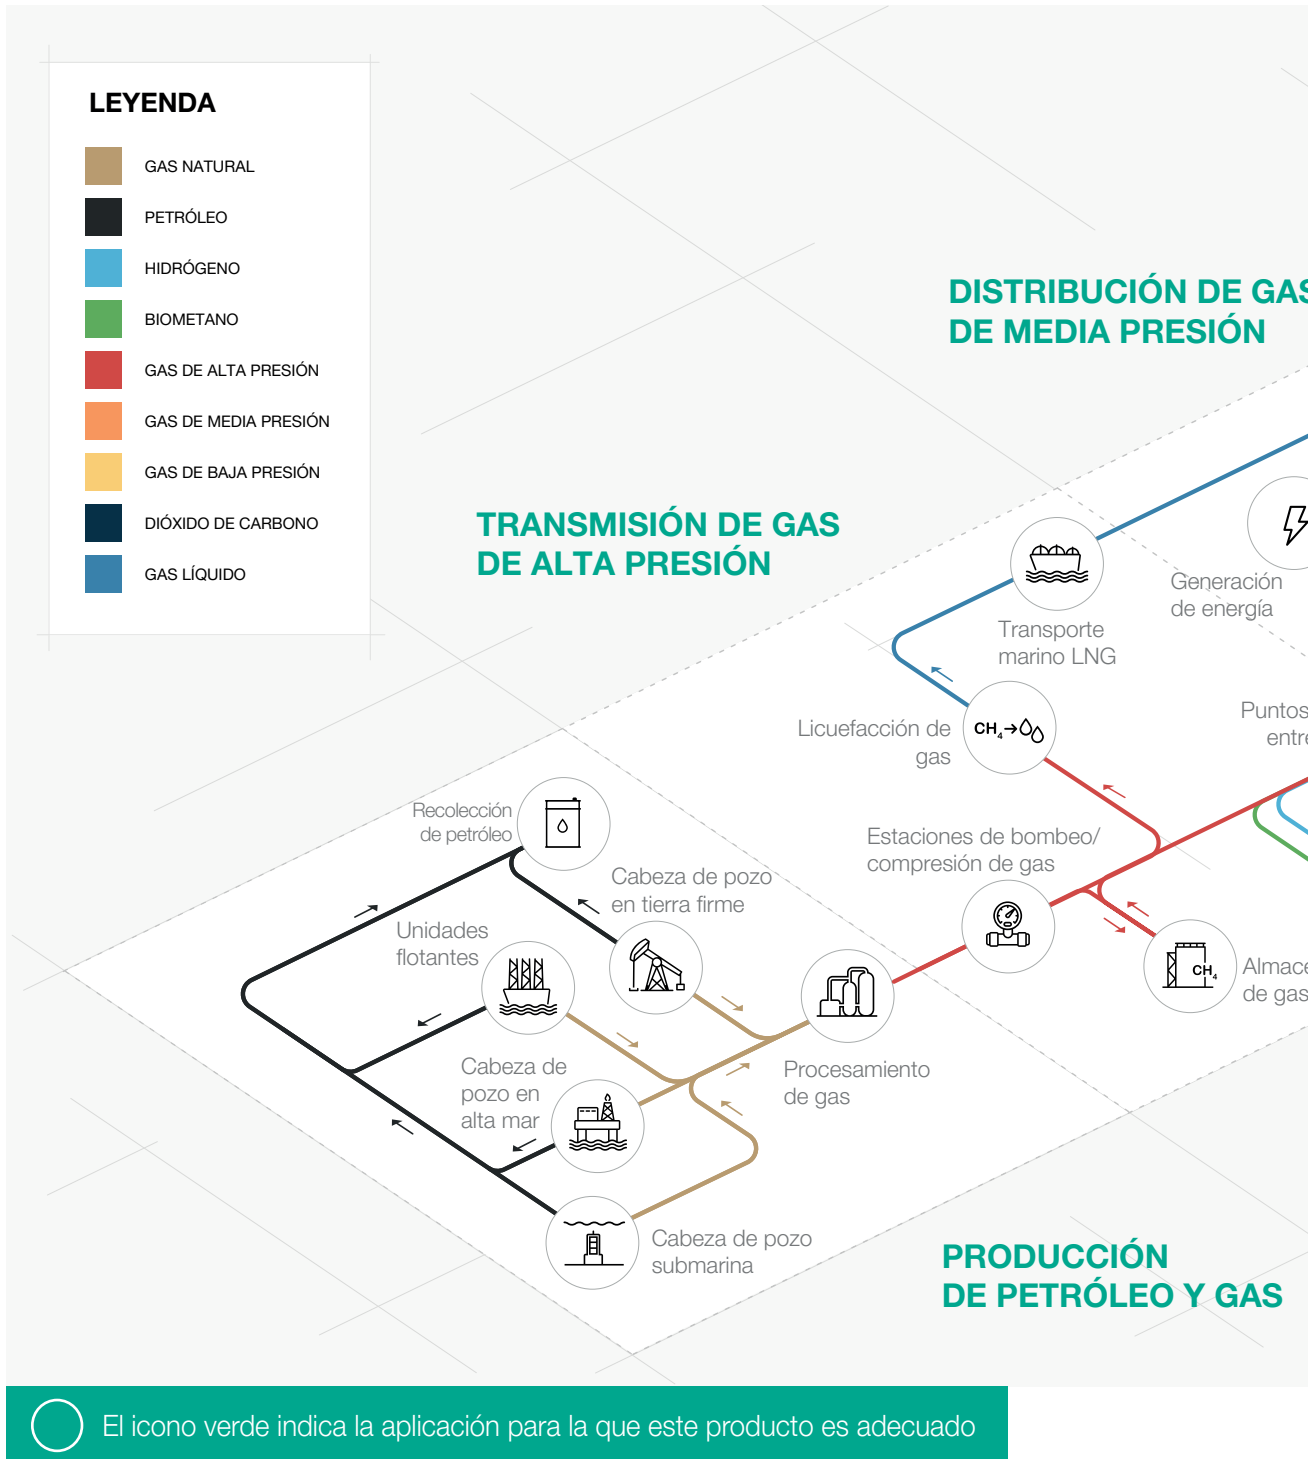 LEYENDA
GAS NATURAL
PETRÓLEO
HIDRÓGENO
BIOMETANO
GAS DE ALTA PRESIÓN
GAS DE MEDIA PRESIÓN
GAS DE BAJA PRESIÓN
DIÓXIDO DE CARBONO
GAS LÍQUIDO
DISTRIBUCIÓN DE GAS
DE MEDIA PRESIÓN
TRANSMISIÓN DE GAS
DE ALTA PRESIÓN
Generación
de energía
Transporte
marino LNG
Licuefacción de
gas
CH₄→
Puntos
entre
Recolección
de petróleo
Estaciones de bombeo/
compresión de gas
Cabeza de pozo
en tierra firme
Unidades
flotantes
CH₄
Almace
de gas
Cabeza de
pozo en
alta mar
Procesamiento
de gas
Cabeza de pozo
submarina
PRODUCCIÓN
DE PETRÓLEO Y GAS
El icono verde indica la aplicación para la que este producto es adecuado